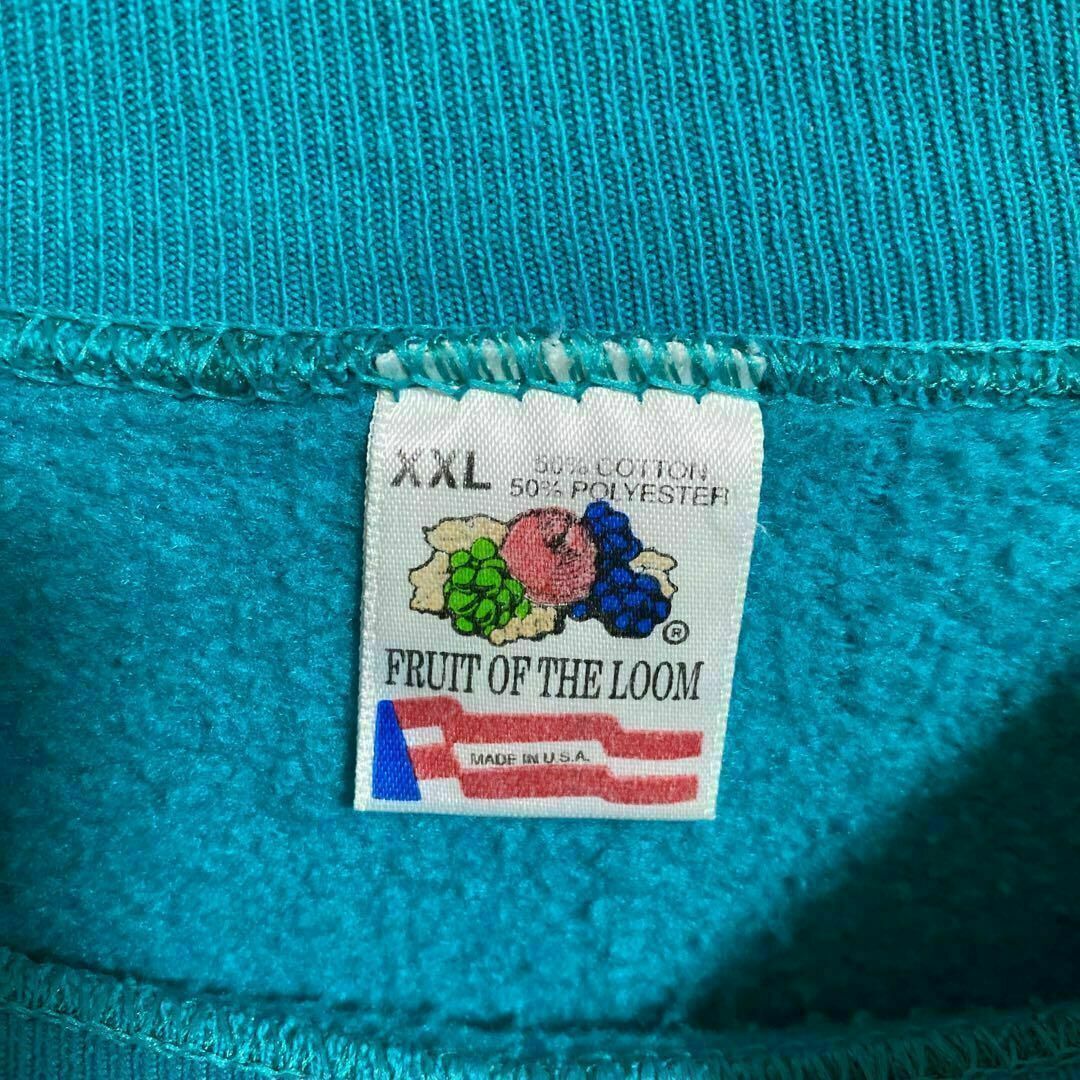 XXL
50% COTTON
50% POLYESTER
®
FRUIT OF THE LOOM
MADE IN U.S.A.